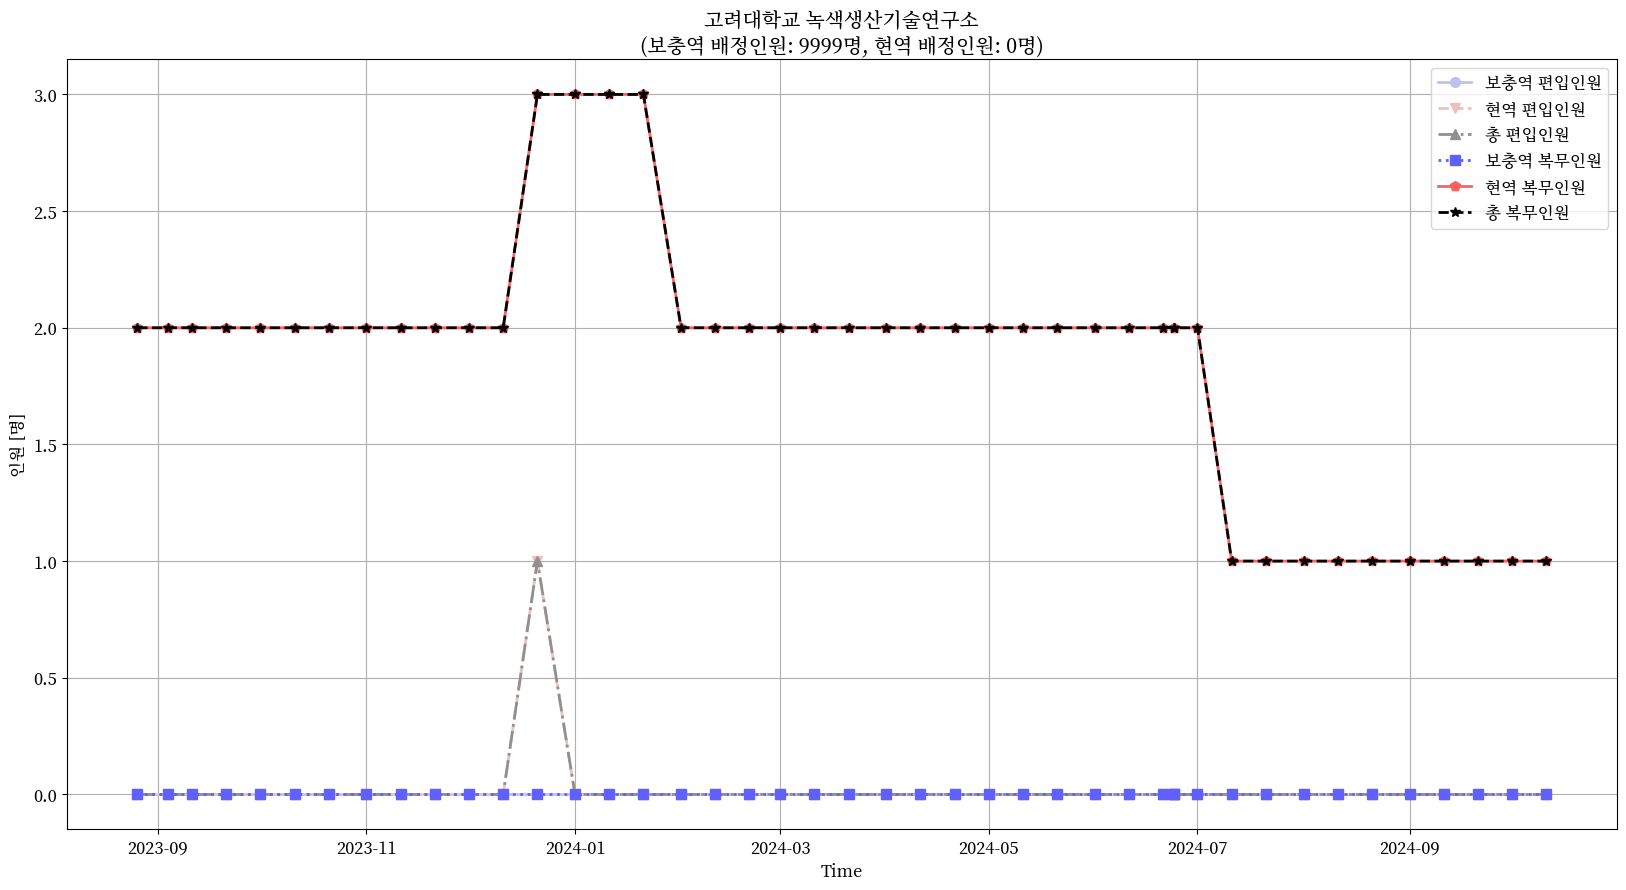 고려대학교 녹색생산기술연구소
(보충역 배정인원: 9999명, 현역 배정인원: 0명)
보충역 편입인원
현역 편입인원
총 편입인원
보충역 복무인원
현역 복무인원
총 복무인원
인원 [명]
3.0
2.5
2.0
1.5
1.0
0.5
0.0
2023-09
2023-11
2024-01
2024-03
2024-05
2024-07
2024-09
Time